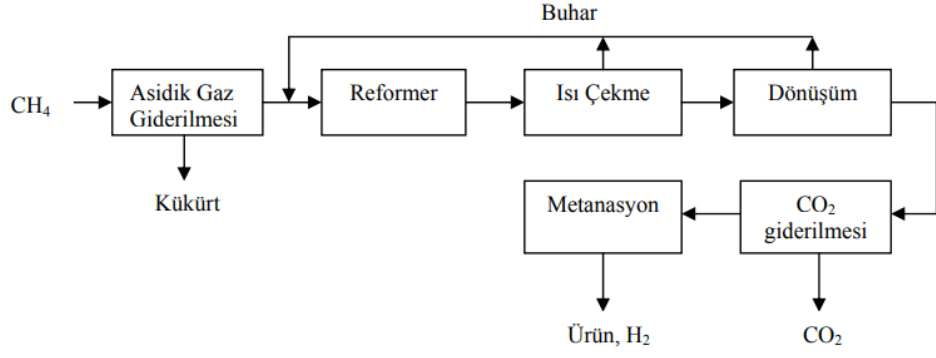 Buhar
CH₄
Asidik Gaz
Giderilmesi
Reformer
Isı Çekme
Dönüşüm
Kükürt
Metanasyon
CO₂
giderilmesi
Ürün, H₂
CO₂